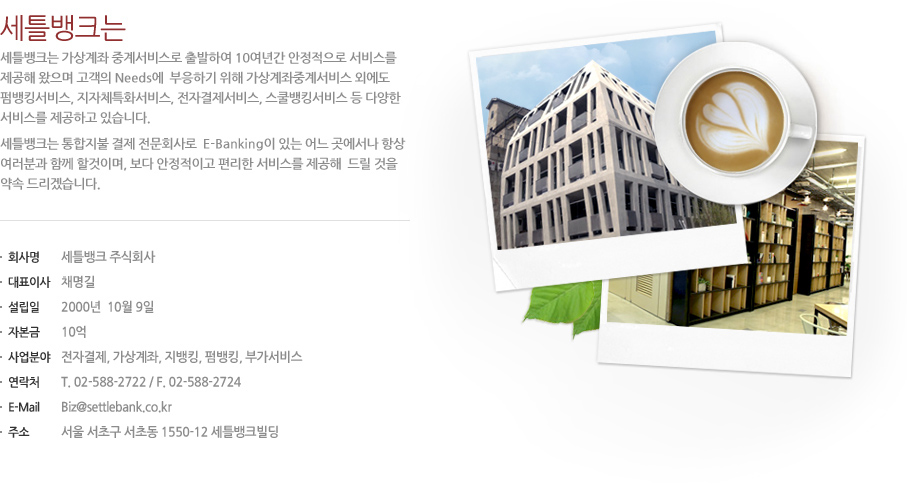 세틀뱅크는
세틀뱅크는 가상계좌 중계서비스로 출발하여 10여년간 안정적으로 서비스를
제공해 왔으며 고객의 Needs에 부응하기 위해 가상계좌중계서비스 외에도
펌뱅킹서비스, 지자체특화서비스, 전자결제서비스, 스쿨뱅킹서비스 등 다양한
서비스를 제공하고 있습니다.
세틀뱅크는 통합지불 결제 전문회사로 E-Banking이 있는 어느 곳에서나 항상
여러분과 함께 할것이며, 보다 안정적이고 편리한 서비스를 제공해 드릴 것을
약속 드리겠습니다.
회사명 세틀뱅크 주식회사
대표이사 채명길
설립일 2000년 10월 9일
자본금 10억
사업분야 전자결제, 가상계좌, 지뱅킹, 펌뱅킹, 부가서비스
연락처 T. 02-588-2722 / F. 02-588-2724
E-Mail Biz@settlebank.co.kr
주소 서울 서초구 서초동 1550-12 세틀뱅크빌딩